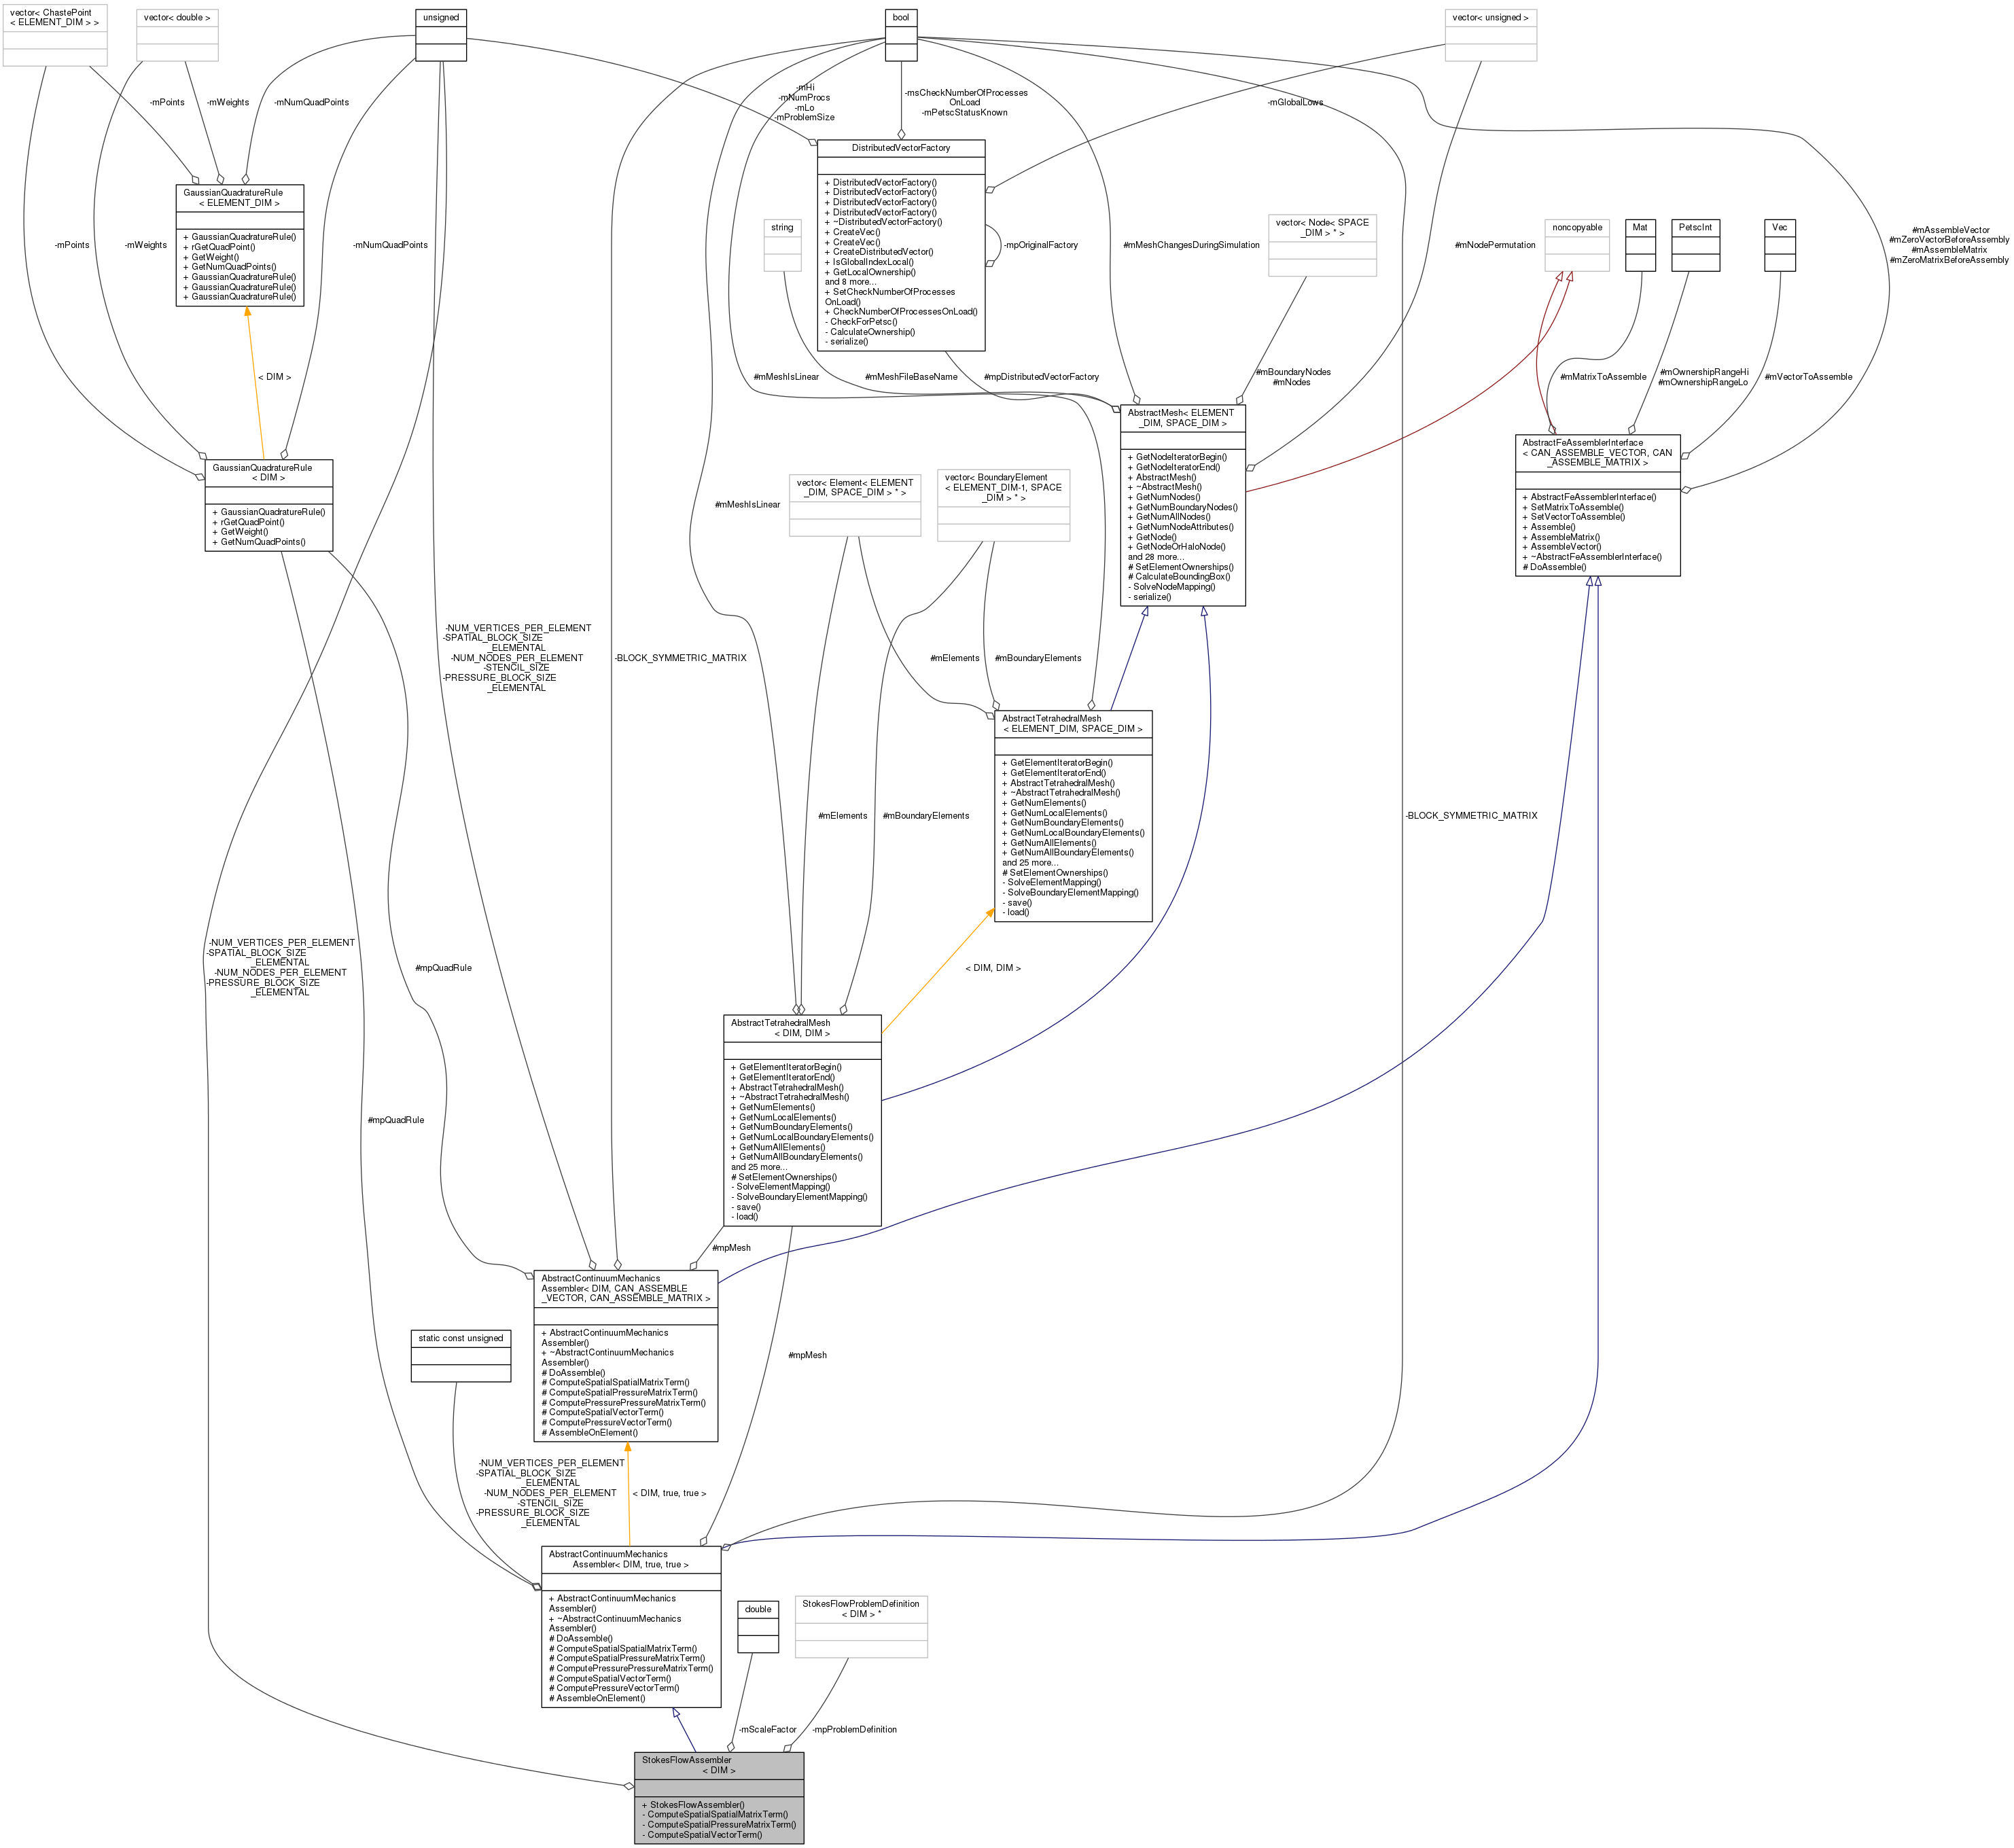 vector< ChastePoint
< ELEMENT_DIM > >
vector< double >
unsigned
bool
vector< unsigned >
-mPoints
-mWeights
-mNumQuadPoints
-mHi
-mNumProcs
-mLo
-mProblemSize
-msCheckNumberOfProcesses
OnLoad
-mPetscStatusKnown
-mGlobalLows
DistributedVectorFactory
+ DistributedVectorFactory()
+ DistributedVectorFactory()
+ DistributedVectorFactory()
+ DistributedVectorFactory()
+ ~DistributedVectorFactory()
+ CreateVec()
+ CreateVec()
+ CreateDistributedVector()
+ IsGlobalIndexLocal()
+ GetLocalOwnership()
and 8 more...
+ SetCheckNumberOfProcesses
OnLoad()
+ CheckNumberOfProcessesOnLoad()
- CheckForPetsc()
- CalculateOwnership()
- serialize()
-mpOriginalFactory
GaussianQuadratureRule
< ELEMENT_DIM >
+ GaussianQuadratureRule()
+ rGetQuadPoint()
+ GetWeight()
+ GetNumQuadPoints()
+ GaussianQuadratureRule()
+ GaussianQuadratureRule()
+ GaussianQuadratureRule()
-mPoints
-mWeights
-mNumQuadPoints
string
#mMeshChangesDuringSimulation
vector< Node< SPACE
_DIM > * >
#mNodePermutation
noncopyable
Mat
PetscInt
Vec
#mAssembleVector
#mZeroVectorBeforeAssembly
#mAssembleMatrix
#mZeroMatrixBeforeAssembly
< DIM >
#mMeshIsLinear
#mMeshFileBaseName
#mpDistributedVectorFactory
#mBoundaryNodes
#mNodes
#mMatrixToAssemble
#mOwnershipRangeHi
#mOwnershipRangeLo
#mVectorToAssemble
AbstractMesh< ELEMENT
_DIM, SPACE_DIM >
+ GetNodeIteratorBegin()
+ GetNodeIteratorEnd()
+ AbstractMesh()
+ ~AbstractMesh()
+ GetNumNodes()
+ GetNumBoundaryNodes()
+ GetNumAllNodes()
+ GetNumNodeAttributes()
+ GetNode()
+ GetNodeOrHaloNode()
and 28 more...
# SetElementOwnerships()
# CalculateBoundingBox()
- SolveNodeMapping()
- serialize()
AbstractFeAssemblerInterface
< CAN_ASSEMBLE_VECTOR, CAN
_ASSEMBLE_MATRIX >
+ AbstractFeAssemblerInterface()
+ SetMatrixToAssemble()
+ SetVectorToAssemble()
+ Assemble()
+ AssembleMatrix()
+ AssembleVector()
+ ~AbstractFeAssemblerInterface()
# DoAssemble()
GaussianQuadratureRule
< DIM >
+ GaussianQuadratureRule()
+ rGetQuadPoint()
+ GetWeight()
+ GetNumQuadPoints()
#mMeshIsLinear
vector< Element< ELEMENT
_DIM, SPACE_DIM > * >
vector< BoundaryElement
< ELEMENT_DIM-1, SPACE
_DIM > * >
-NUM_VERTICES_PER_ELEMENT
-SPATIAL_BLOCK_SIZE
_ELEMENTAL
-NUM_NODES_PER_ELEMENT
-STENCIL_SIZE
-PRESSURE_BLOCK_SIZE
_ELEMENTAL
-BLOCK_SYMMETRIC_MATRIX
#mElements
#mBoundaryElements
AbstractTetrahedralMesh
< ELEMENT_DIM, SPACE_DIM >
+ GetElementIteratorBegin()
+ GetElementIteratorEnd()
+ AbstractTetrahedralMesh()
+ ~AbstractTetrahedralMesh()
+ GetNumElements()
+ GetNumLocalElements()
+ GetNumBoundaryElements()
+ GetNumLocalBoundaryElements()
+ GetNumAllElements()
+ GetNumAllBoundaryElements()
and 25 more...
# SetElementOwnerships()
- SolveElementMapping()
- SolveBoundaryElementMapping()
- save()
- load()
#mElements
#mBoundaryElements
-BLOCK_SYMMETRIC_MATRIX
-NUM_VERTICES_PER_ELEMENT
-SPATIAL_BLOCK_SIZE
_ELEMENTAL
-NUM_NODES_PER_ELEMENT
-PRESSURE_BLOCK_SIZE
_ELEMENTAL
#mpQuadRule
< DIM, DIM >
AbstractTetrahedralMesh
< DIM, DIM >
+ GetElementIteratorBegin()
+ GetElementIteratorEnd()
+ AbstractTetrahedralMesh()
+ ~AbstractTetrahedralMesh()
+ GetNumElements()
+ GetNumLocalElements()
+ GetNumBoundaryElements()
+ GetNumLocalBoundaryElements()
+ GetNumAllElements()
+ GetNumAllBoundaryElements()
and 25 more...
# SetElementOwnerships()
- SolveElementMapping()
- SolveBoundaryElementMapping()
- save()
- load()
#mpQuadRule
#mpMesh
AbstractContinuumMechanics
Assembler< DIM, CAN_ASSEMBLE
_VECTOR, CAN_ASSEMBLE_MATRIX >
+ AbstractContinuumMechanics
Assembler()
+ ~AbstractContinuumMechanics
Assembler()
# DoAssemble()
# ComputeSpatialSpatialMatrixTerm()
# ComputeSpatialPressureMatrixTerm()
# ComputePressurePressureMatrixTerm()
# ComputeSpatialVectorTerm()
# ComputePressureVectorTerm()
# AssembleOnElement()
static const unsigned
#mpMesh
-NUM_VERTICES_PER_ELEMENT
-SPATIAL_BLOCK_SIZE
_ELEMENTAL
-NUM_NODES_PER_ELEMENT
-STENCIL_SIZE
-PRESSURE_BLOCK_SIZE
_ELEMENTAL
< DIM, true, true >
AbstractContinuumMechanics
Assembler< DIM, true, true >
+ AbstractContinuumMechanics
Assembler()
+ ~AbstractContinuumMechanics
Assembler()
# DoAssemble()
# ComputeSpatialSpatialMatrixTerm()
# ComputeSpatialPressureMatrixTerm()
# ComputePressurePressureMatrixTerm()
# ComputeSpatialVectorTerm()
# ComputePressureVectorTerm()
# AssembleOnElement()
double
StokesFlowProblemDefinition
< DIM > *
-mScaleFactor
-mpProblemDefinition
StokesFlowAssembler
< DIM >
+ StokesFlowAssembler()
- ComputeSpatialSpatialMatrixTerm()
- ComputeSpatialPressureMatrixTerm()
- ComputeSpatialVectorTerm()